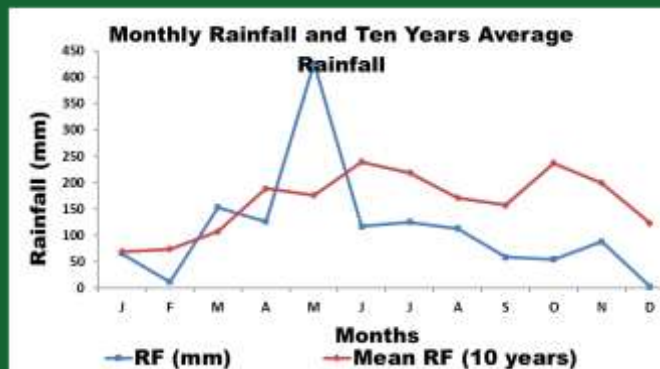 Monthly Rainfall and Ten Years Average
Rainfall
Rainfall (mm)
450
400
350
300
250
200
150
100
50
0
J F M A M J J A S O N D
Months
RF (mm) Mean RF (10 years)